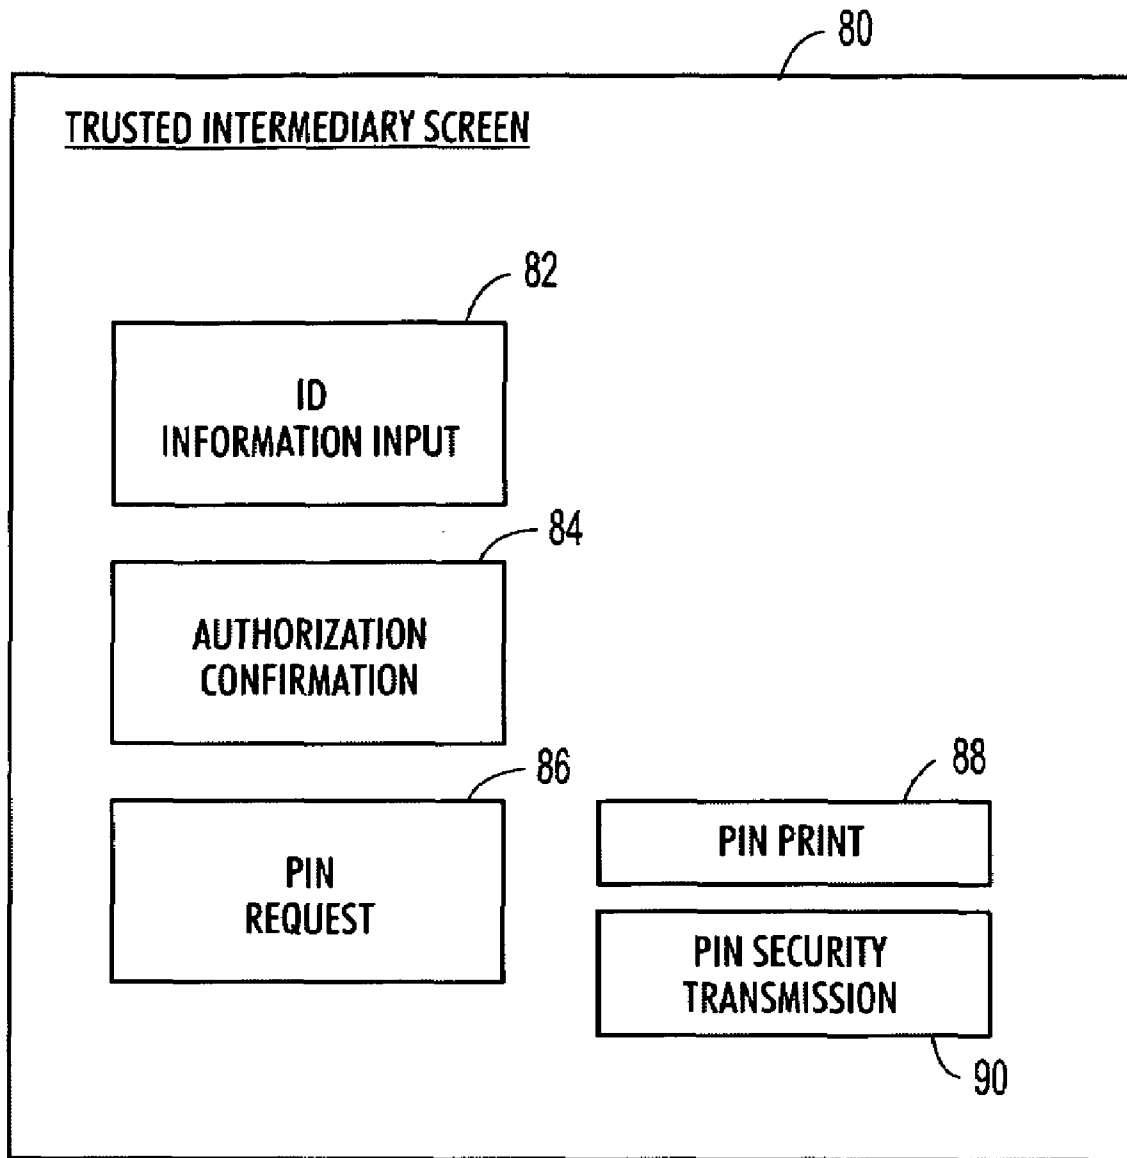 80
TRUSTED INTERMEDIARY SCREEN
82
ID
INFORMATION INPUT
84
AUTHORIZATION
CONFIRMATION
86
PIN
REQUEST
88
PIN PRINT
PIN SECURITY
TRANSMISSION
90